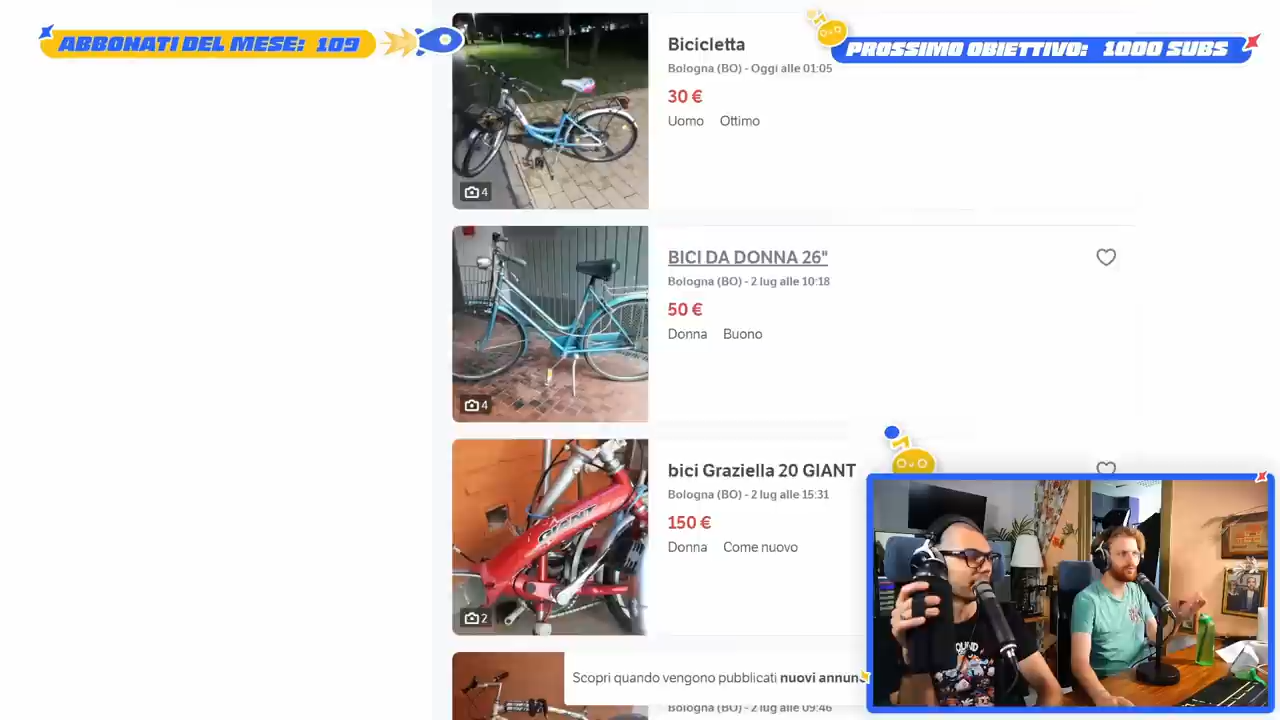 ABBONATI DEL MESE: 109
PROSSIMO OBIETTIVO: 1000 SUBS
Bicicletta
Bologna (BO) - Oggi alle 01:05
30 €
Uomo Ottimo
4
BICI DA DONNA 26"
Bologna (BO) - 2 lug alle 10:18
50 €
Donna Buono
4
bici Graziella 20 GIANT
Bologna (BO) - 2 lug alle 15:31
150 €
Donna Come nuovo
GIANT
2
Scopri quando vengono pubblicati nuovi annun
Bologna (BO) - 2 lug alle 09:46